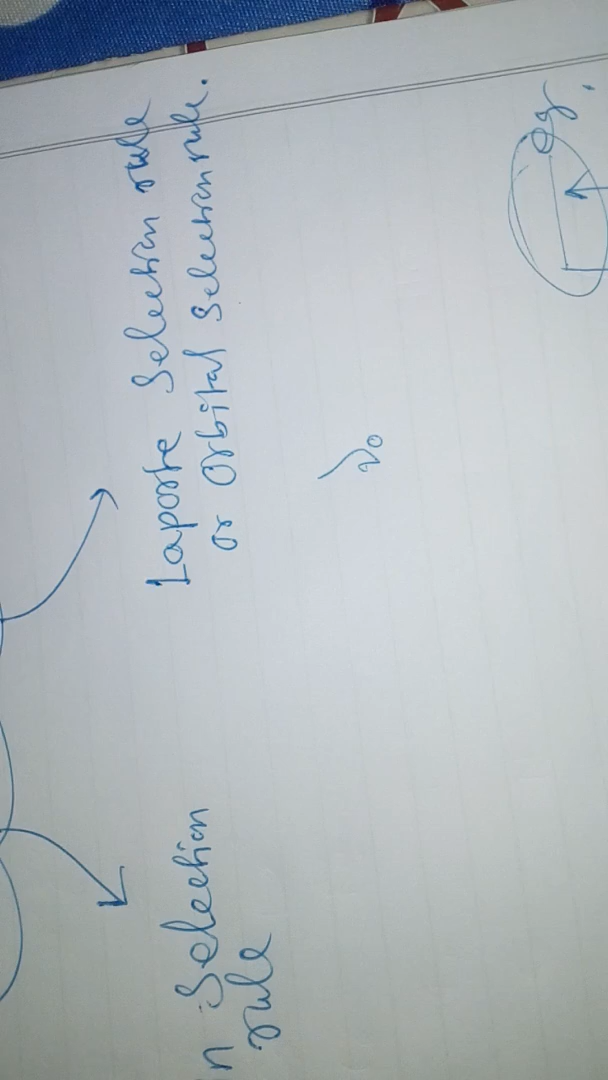 n Selection
rule
Laporte Selection rule
or Orbital Selection rule.
eg.